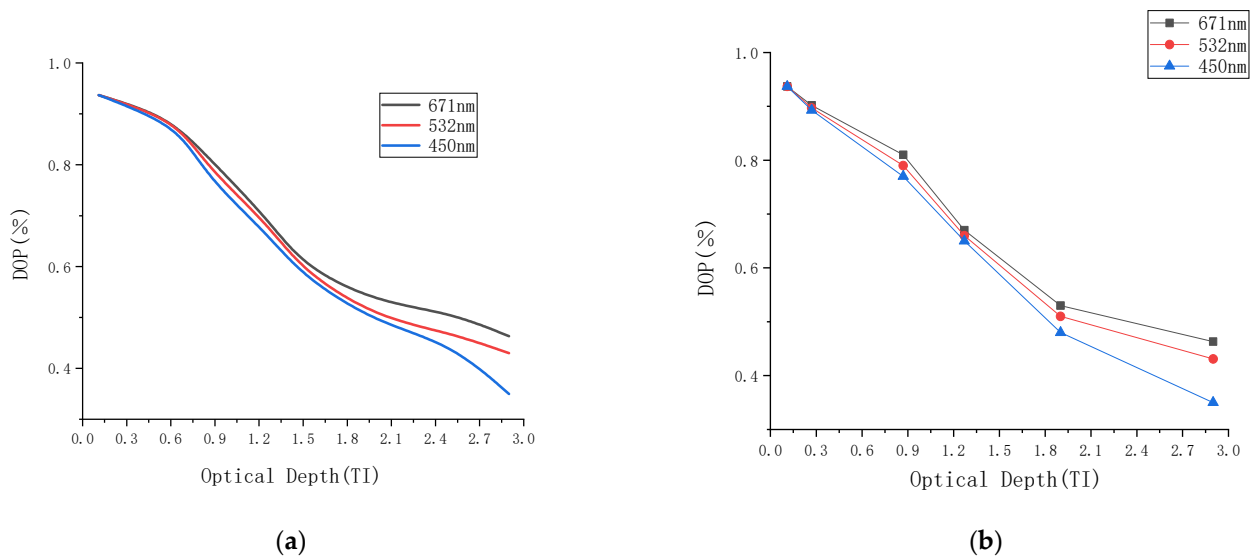 671nm
532nm
450nm
1.0
0.8
0.6
0.4
DOP(%)
0.0 0.3 0.6 0.9 1.2 1.5 1.8 2.1 2.4 2.7 3.0
Optical Depth(TI)
(a)
671nm
532nm
450nm
1.0
0.8
0.6
0.4
DOP(%)
0.0 0.3 0.6 0.9 1.2 1.5 1.8 2.1 2.4 2.7 3.0
Optical Depth(TI)
(b)